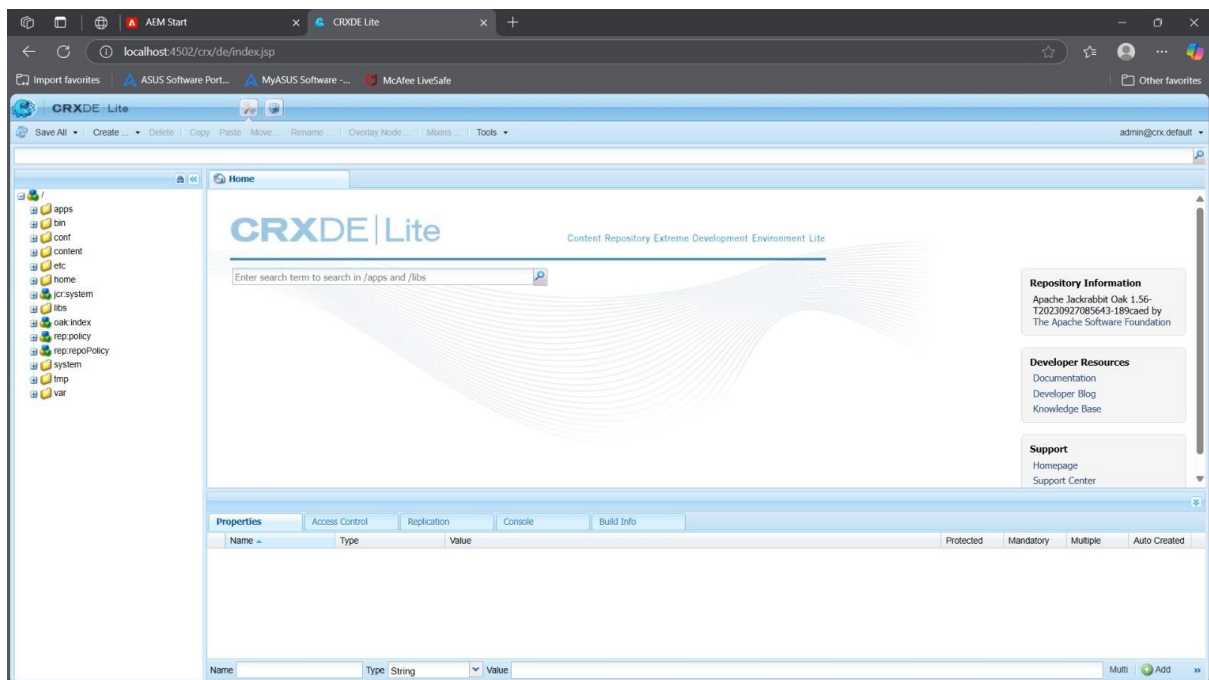 AEM Start
CRXDE Lite
localhost:4502/crx/de/index.jsp
Import favorites
ASUS Software Port...
MyASUS Software -...
McAfee LiveSafe
Other favorites
CRXDE Lite
Save All
Create ...
Delete
Copy
Paste
Move ...
Rename ...
Overlay Node ...
Mixins ...
Tools
admin@crx.default
/
apps
bin
conf
content
etc
home
jcr:system
libs
oak:index
rep:policy
rep:repoPolicy
system
tmp
var
Home
CRXDE Lite
Content Repository Extreme Development Environment Lite
Enter search term to search in /apps and /libs
Repository Information
Apache Jackrabbit Oak 1.56-
T20230927085643-189caed by
The Apache Software Foundation
Developer Resources
Documentation
Developer Blog
Knowledge Base
Support
Homepage
Support Center
Properties
Access Control
Replication
Console
Build Info
Name
Type
Value
Protected
Mandatory
Multiple
Auto Created
Name
Type
String
Value
Multi
Add